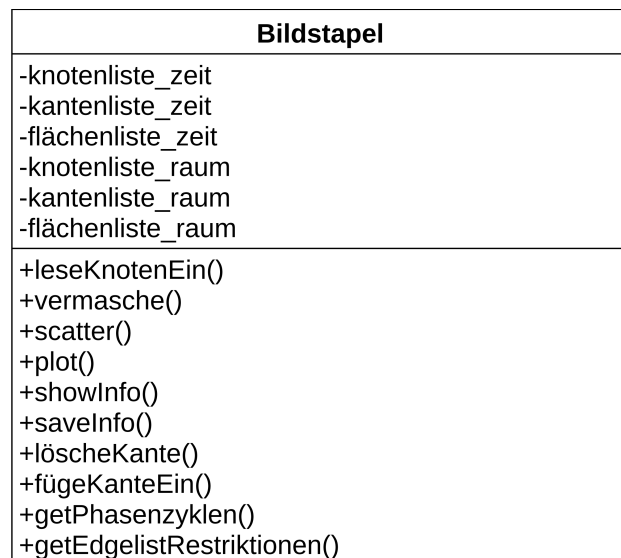 Bildstapel
-knotenliste_zeit
-kantenliste_zeit
-flächenliste_zeit
-knotenliste_raum
-kantenliste_raum
-flächenliste_raum
+leseKnotenEin()
+vermasche()
+scatter()
+plot()
+showInfo()
+saveInfo()
+löscheKante()
+fügeKanteEin()
+getPhasenzyklen()
+getEdgelistRestriktionen()